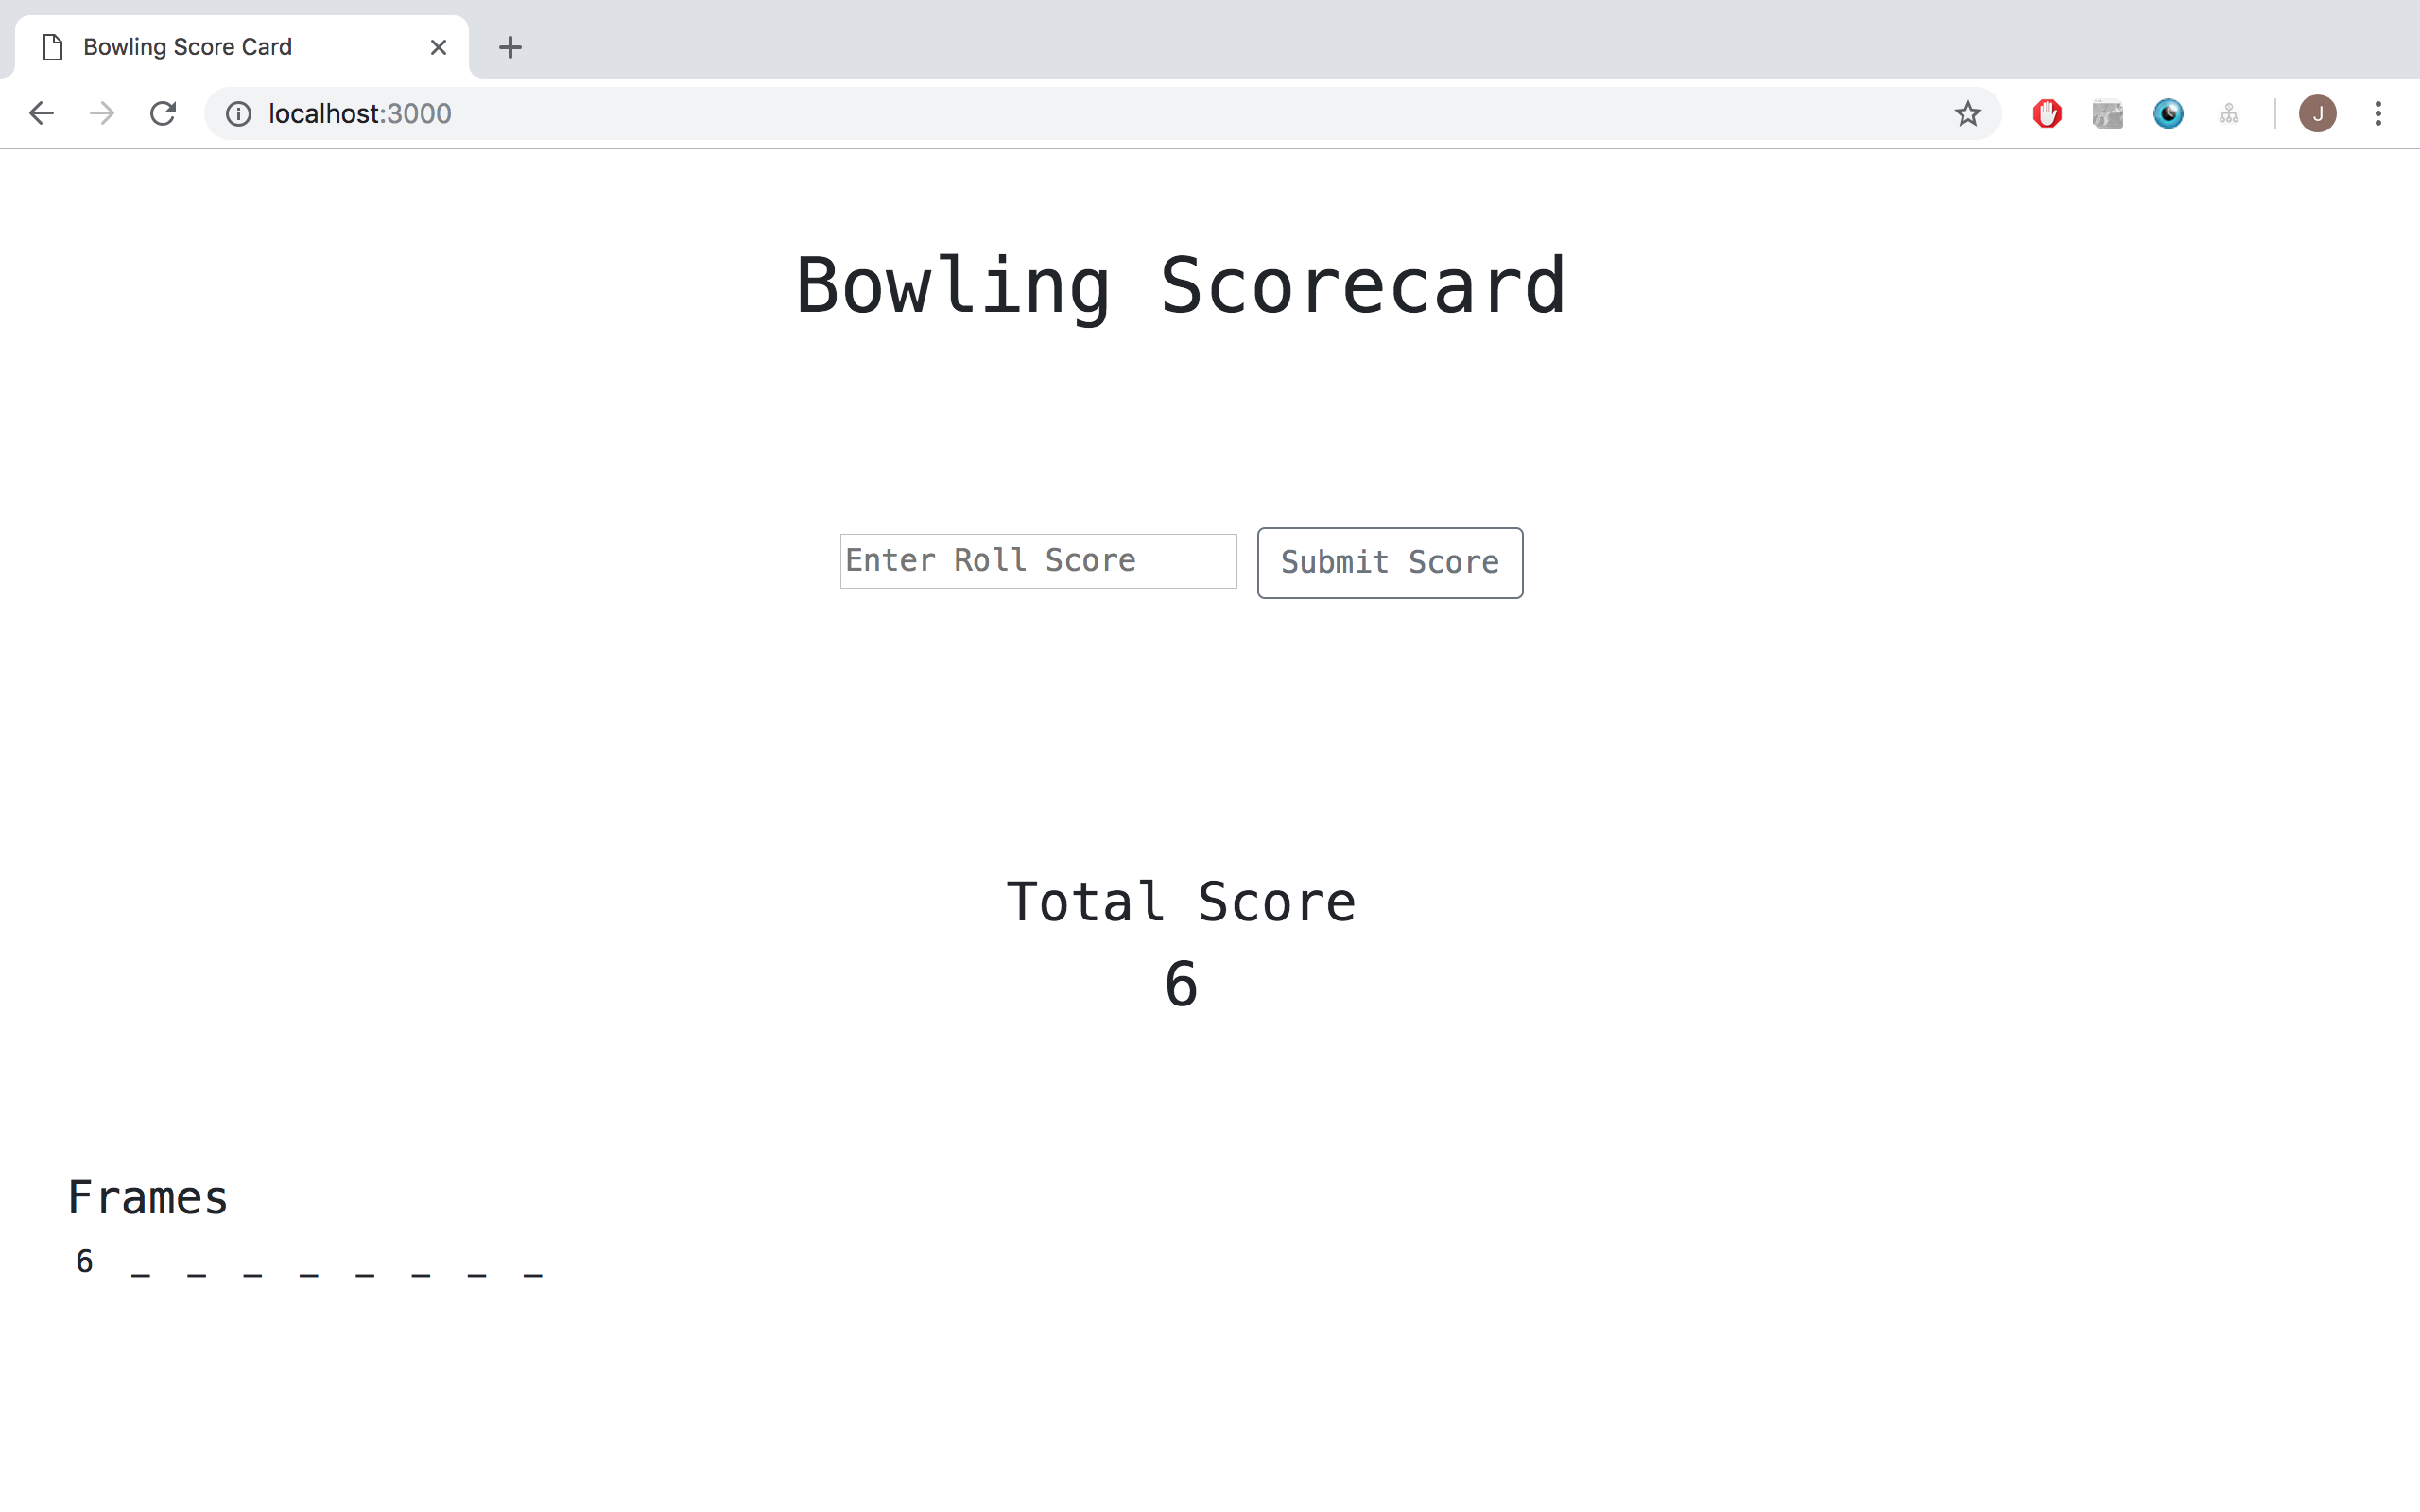 Bowling Score Card
localhost:3000
J
Bowling Scorecard
Enter Roll Score Submit Score
Total Score
6
Frames
6 _ _ _ _ _ _ _ _